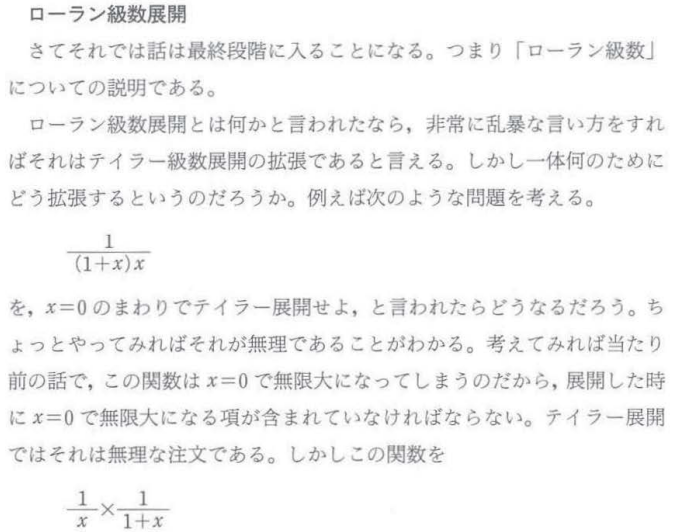 ローラン級数展開
さてそれでは話は最終段階に入ることになる。つまり「ローラン級数」
についての説明である。
ローラン級数展開とは何かと言われたなら，非常に乱暴な言い方をすれ
ばそれはテイラー級数展開の拡張であると言える。しかし一体何のために
どう拡張するというのだろうか。例えば次のような問題を考える。
1
(1+x)x
を，x=0 のまわりでテイラー展開せよ，と言われたらどうなるだろう。ち
ょっとやってみればそれが無理であることがわかる。考えてみれば当たり
前の話で，この関数は x=0 で無限大になってしまうのだから，展開した時
に x=0 で無限大になる項が含まれていなければならない。テイラー展開
ではそれは無理な注文である。しかしこの関数を
1 1
x × 1+x